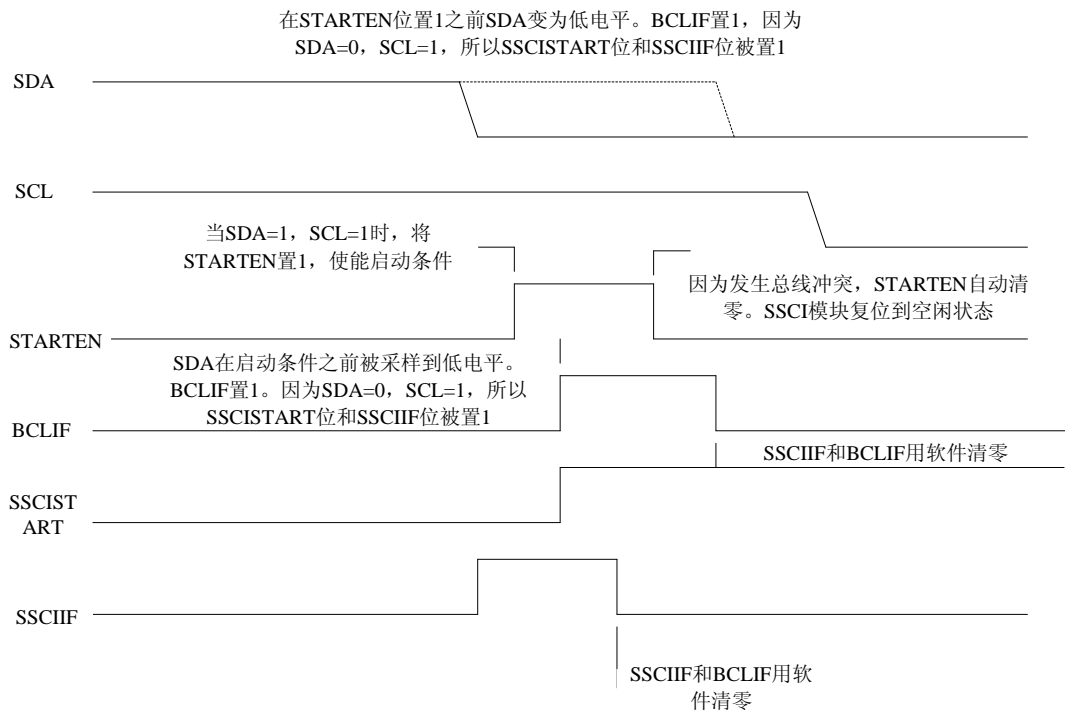 在STARTEN位置1之前SDA变为低电平。BCLIF置1，因为
SDA=0，SCL=1，所以SSCISTART位和SSCIIF位被置1
SDA
SCL
当SDA=1，SCL=1时，将
STARTEN置1，使能启动条件
因为发生总线冲突，STARTEN自动清
零。SSCI模块复位到空闲状态
STARTEN
SDA在启动条件之前被采样到低电平。
BCLIF置1。因为SDA=0，SCL=1，所以
SSCISTART位和SSCIIF位被置1
BCLIF
SSCIIF和BCLIF用软件清零
SSCIST
ART
SSCIIF
SSCIIF和BCLIF用软
件清零